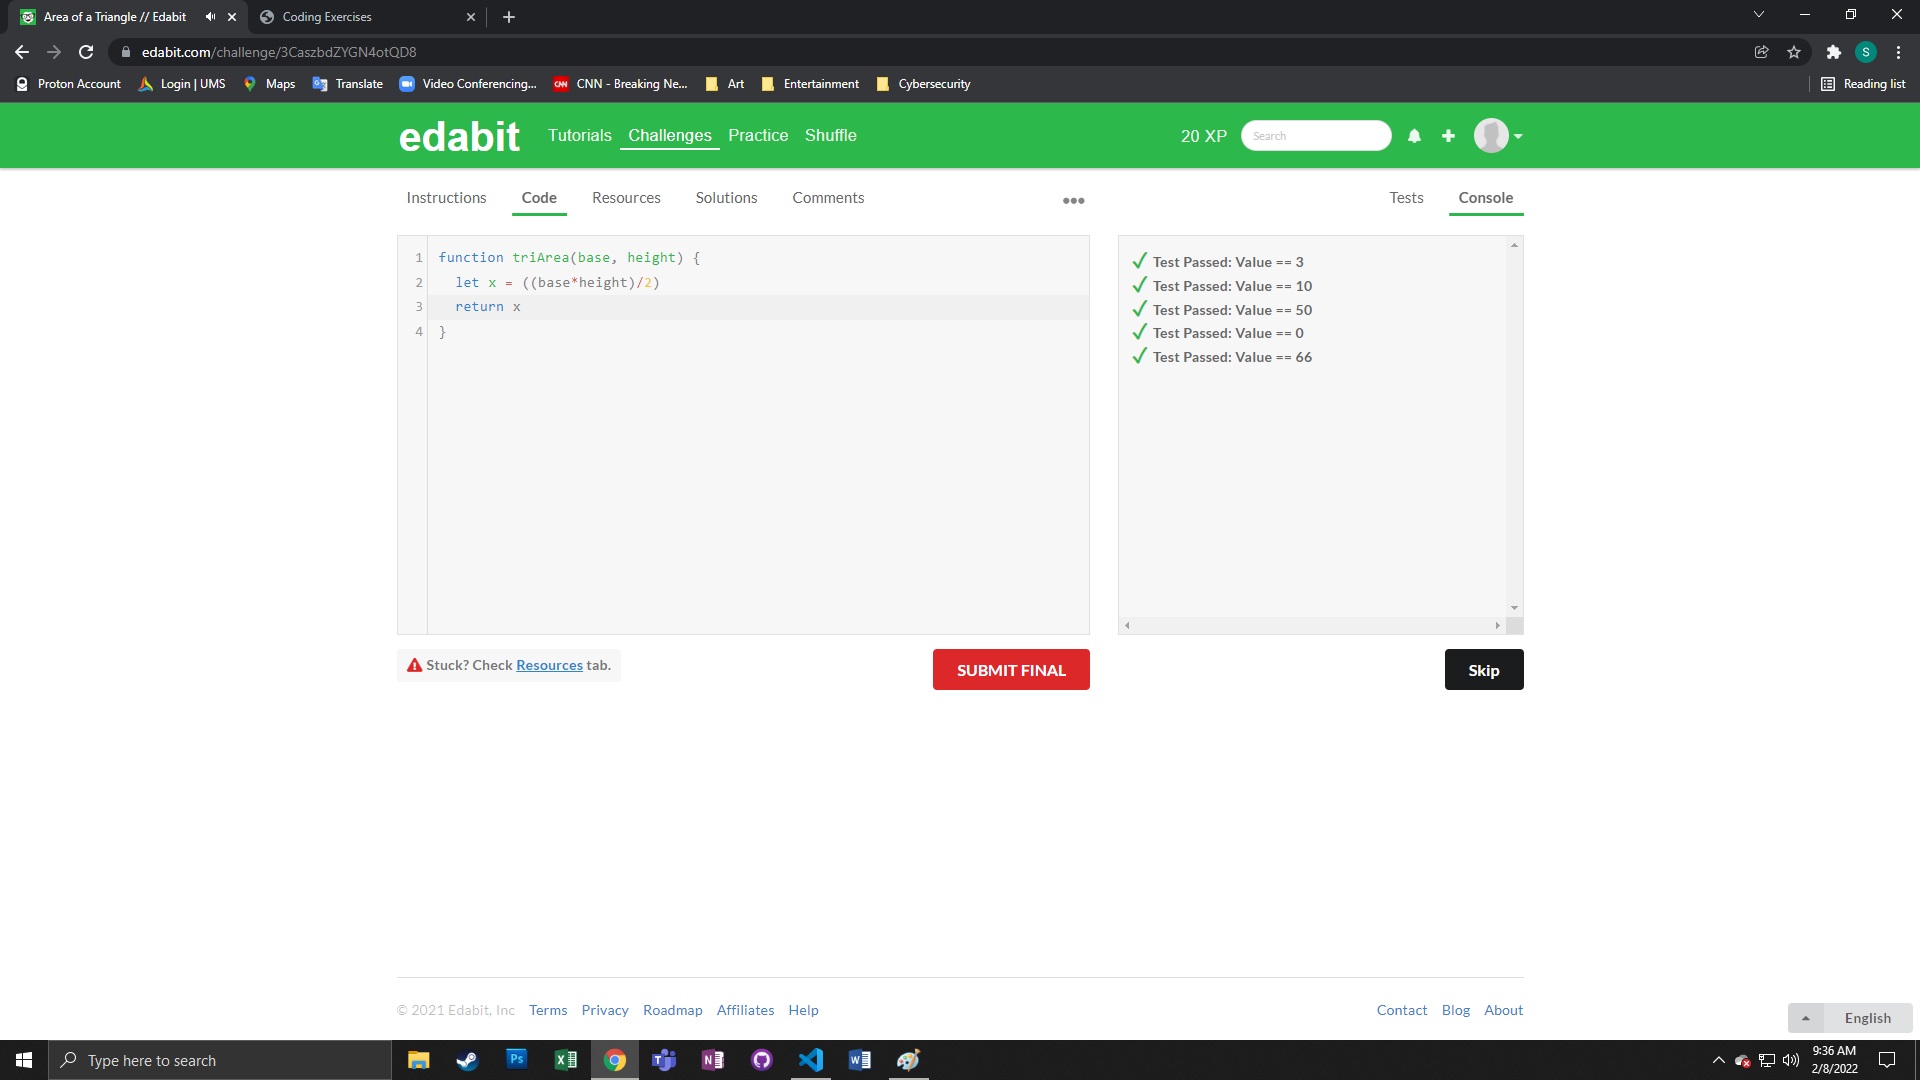 Area of a Triangle // Edabit
Coding Exercises
edabit.com/challenge/3CaszbdZYGN4otQD8
S
Proton Account
Login | UMS
Maps
Translate
Video Conferencing...
CNN - Breaking Ne...
Art
Entertainment
Cybersecurity
Reading list
edabit
Tutorials
Challenges
Practice
Shuffle
20 XP
Search
Instructions
Code
Resources
Solutions
Comments
Tests
Console
1 function triArea(base, height) {
2 let x = ((base*height)/2)
3 return x
4 }
Test Passed: Value == 3
Test Passed: Value == 10
Test Passed: Value == 50
Test Passed: Value == 0
Test Passed: Value == 66
Stuck? Check Resources tab.
SUBMIT FINAL
Skip
© 2021 Edabit, Inc
Terms
Privacy
Roadmap
Affiliates
Help
Contact
Blog
About
English
Type here to search
Ps
9:36 AM
2/8/2022